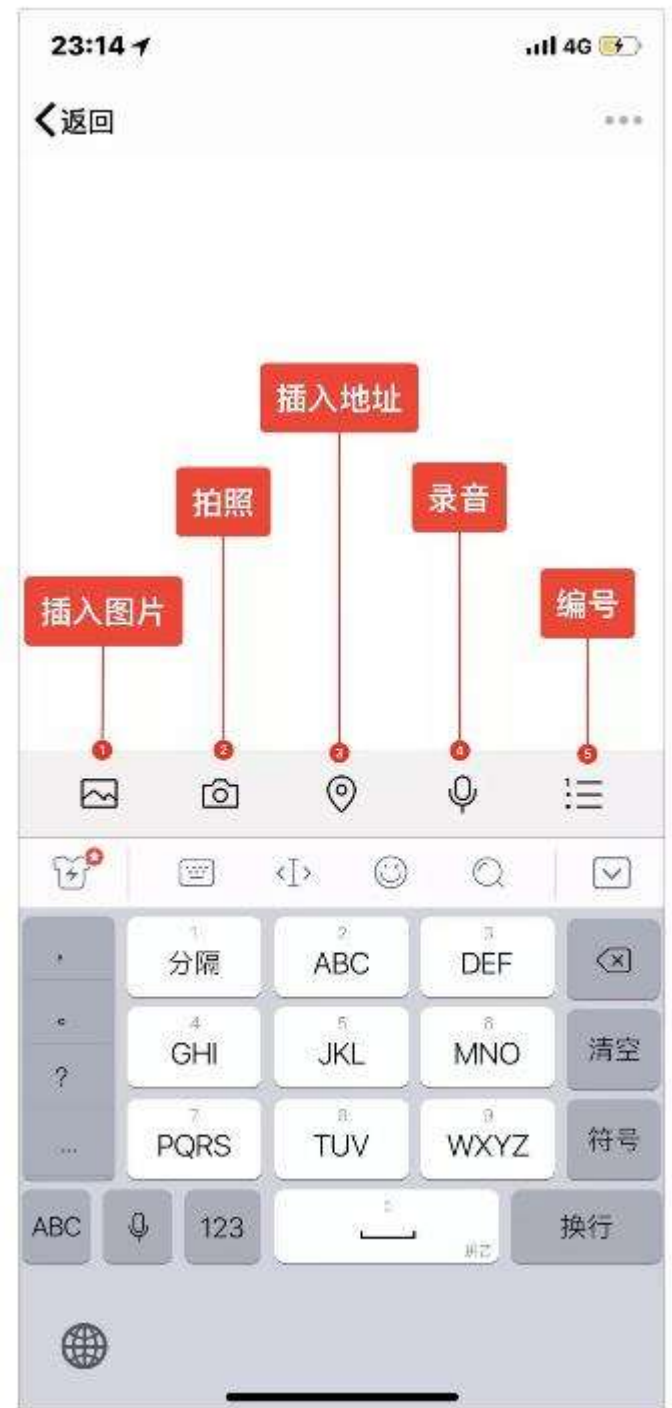 23:14
4G
返回
插入地址
拍照
录音
插入图片
编号
1
2
3
4
5
，
1
分隔
2
ABC
3
DEF
。
4
GHI
5
JKL
6
MNO
清空
?
7
PQRS
8
TUV
9
WXYZ
符号
...
ABC
123
换行